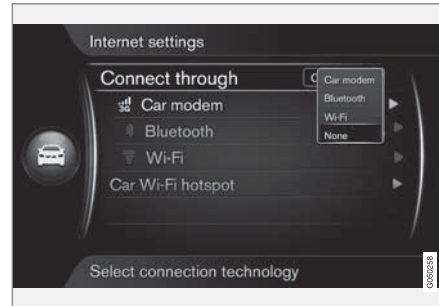 Internet settings
Connect through
Car modem
Bluetooth
Wi-Fi
None
3G Car modem
Bluetooth
Wi-Fi
Car Wi-Fi hotspot
Select connection technology
G050258